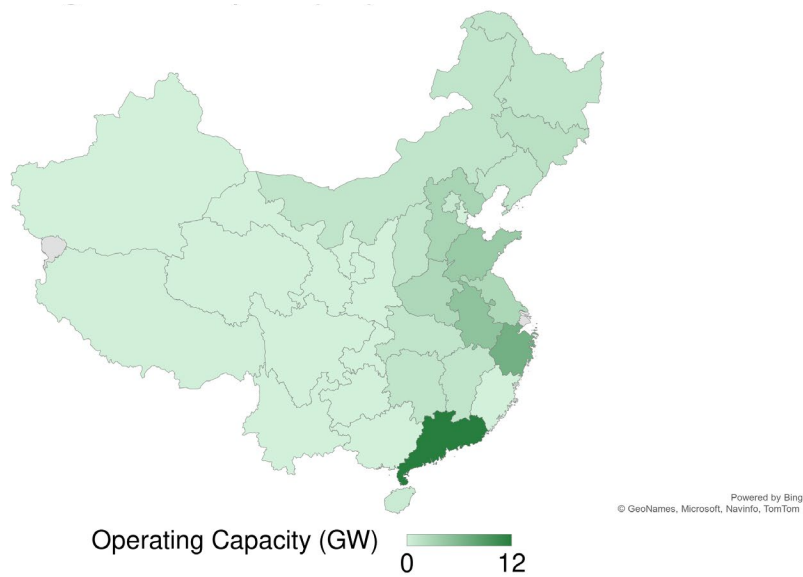 Powered by Bing
© GeoNames, Microsoft, Navinfo, TomTom
Operating Capacity (GW)
0
12